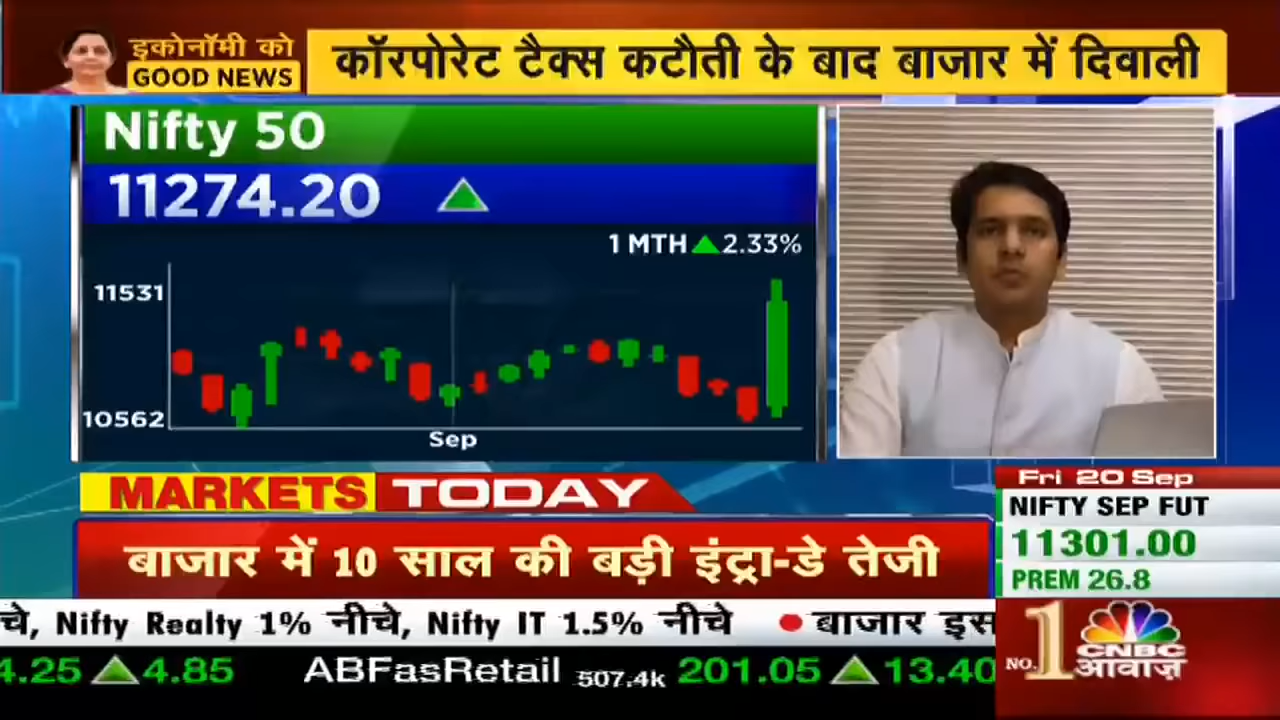 इकोनॉमी को
GOOD NEWS
कॉरपोरेट टैक्स कटौती के बाद बाजार में दिवाली
Nifty 50
11274.20
1 MTH 2.33%
11531
10562
Sep
MARKETS TODAY
बाजार में 10 साल की बड़ी इंट्रा-डे तेजी
Fri 20 Sep
NIFTY SEP FUT
11301.00
PREM 26.8
चे, Nifty Realty 1% नीचे, Nifty IT 1.5% नीचे • बाजार इस
4.25 4.85 ABFasRetail 507.4k 201.05 13.40
NO.1 CNBC
आवाज़